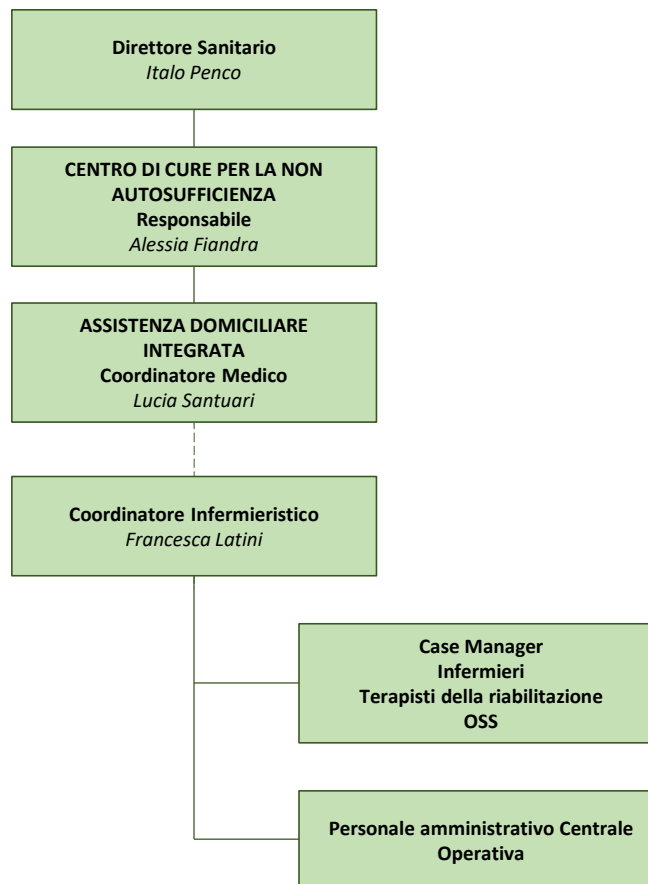 Direttore Sanitario
Italo Penco
CENTRO DI CURE PER LA NON
AUTOSUFFICIENZA
Responsabile
Alessia Fiandra
ASSISTENZA DOMICILIARE
INTEGRATA
Coordinatore Medico
Lucia Santuari
Coordinatore Infermieristico
Francesca Latini
Case Manager
Infermieri
Terapisti della riabilitazione
OSS
Personale amministrativo Centrale
Operativa